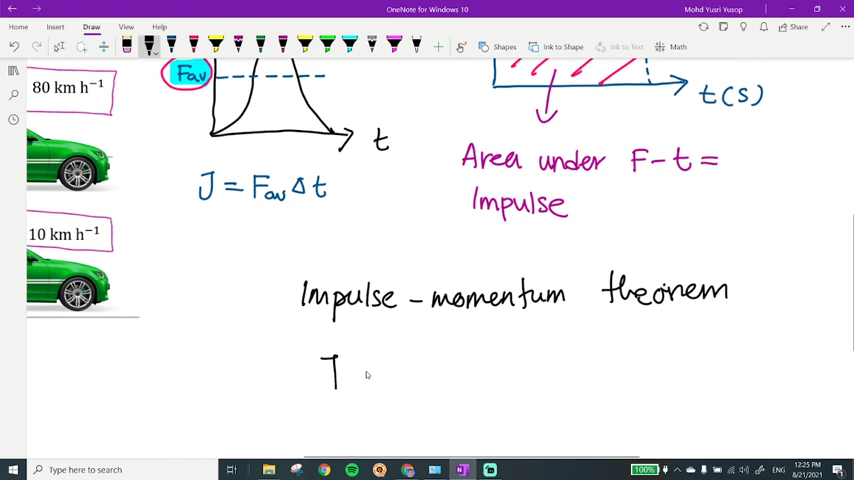 OneNote for Windows 10
Mohd Yusri Yusop
Home Insert Draw View Help
Share
Shapes Ink to Shape Ink to Text Math
80 km h⁻¹
Fav
t
t(s)
J = Fav Δt
Area under F-t =
Impulse
10 km h⁻¹
Impulse - momentum theorem
Type here to search
100%
ENG
12:25 PM
8/21/2021